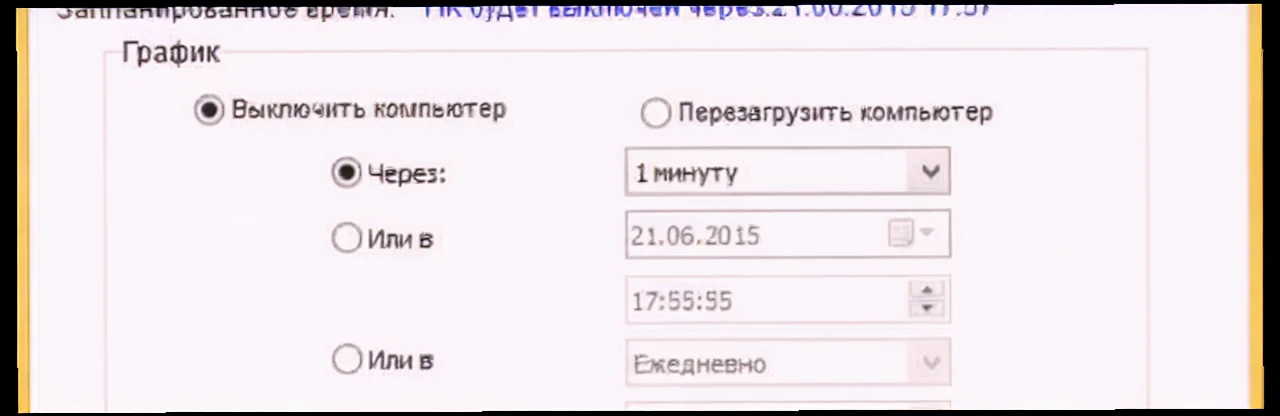 Запланированное время: ПК будет выключен через:21.06.2015 17:57
График
Выключить компьютер Перезагрузить компьютер
Через: 1 минуту
Или в 21.06.2015
17:55:55
Или в Ежедневно